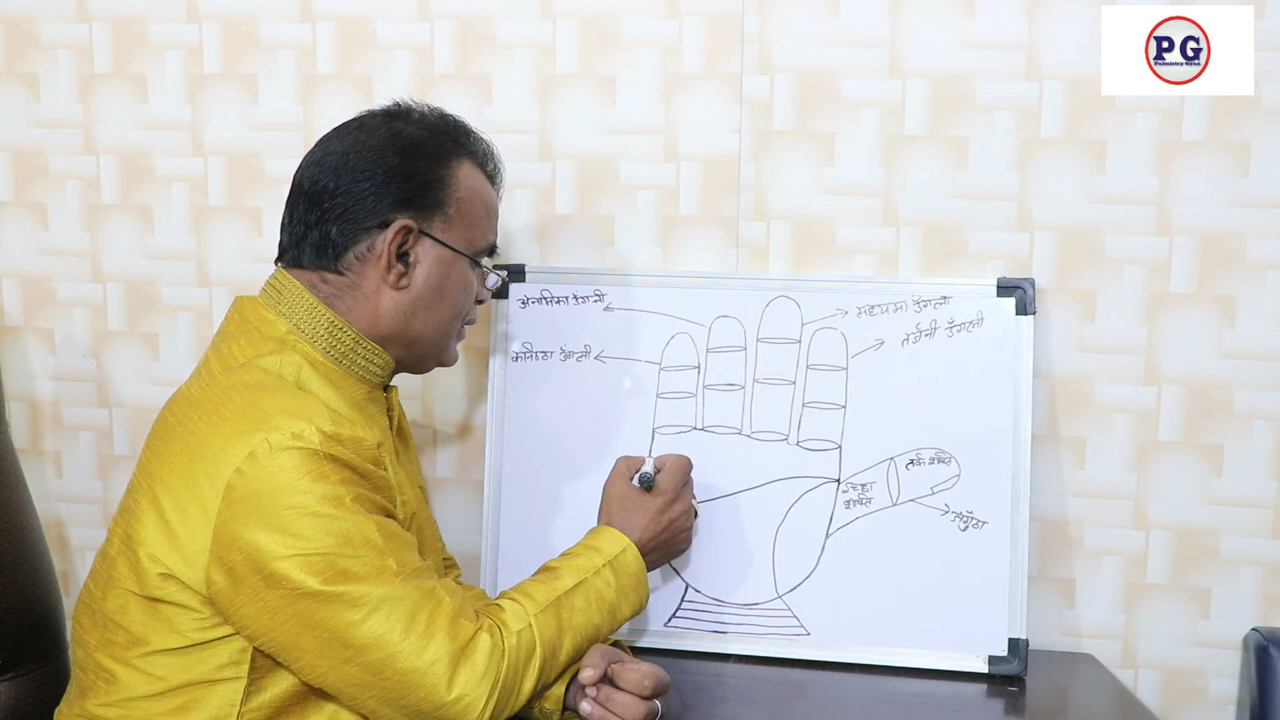 PG
Palmistry Gyan
अनामिका उंगली
मध्यमा उँगली
तर्जनी उँगली
कनिष्ठा उंगली
तर्क शक्ति
इच्छा
शक्ति
अंगुँठा